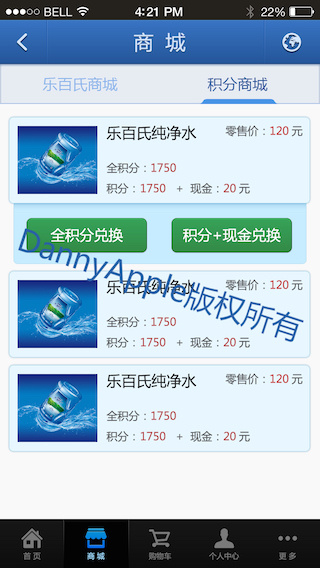 BELL 4:21 PM 22%
商 城
乐百氏商城 积分商城
乐百氏纯净水 零售价：120 元
全积分：1750
积分：1750 + 现金：20 元
全积分兑换 积分+现金兑换
DannyApple版权所有
乐百氏纯净水 零售价：120 元
全积分：1750
积分：1750 + 现金：20 元
乐百氏纯净水 零售价：120 元
全积分：1750
积分：1750 + 现金：20 元
首 页 商 城 购物车 个人中心 更 多